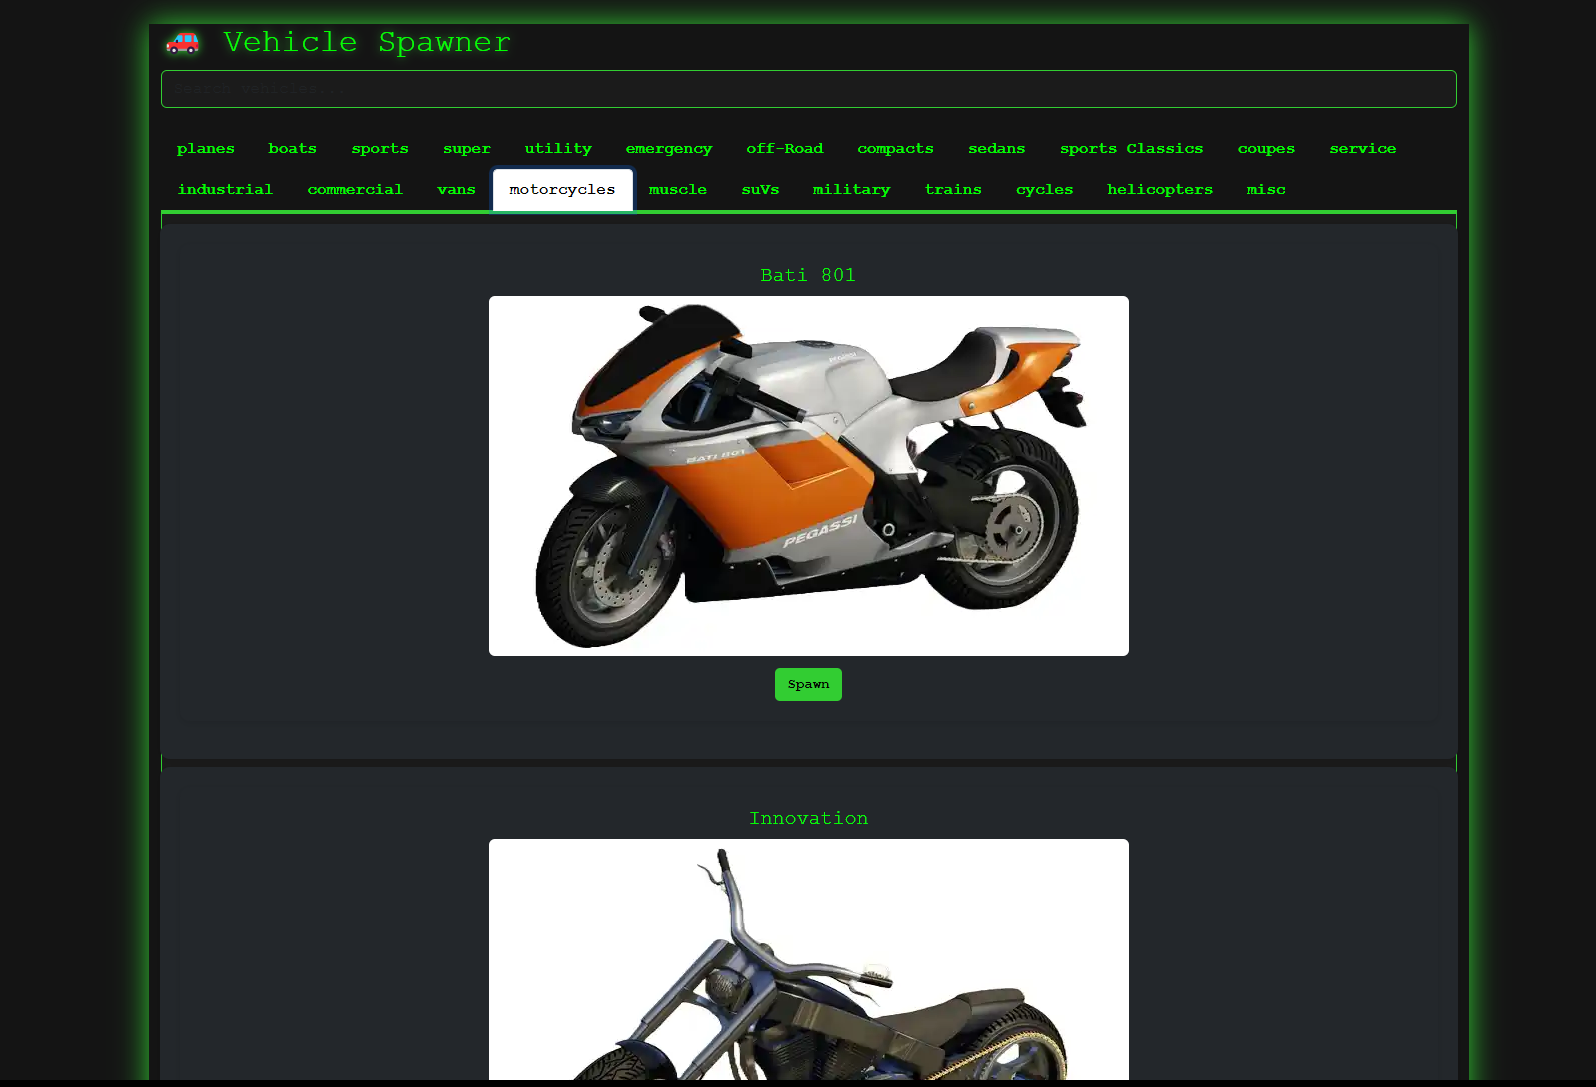 Vehicle Spawner
Search vehicles...
planes boats sports super utility emergency off-Road compacts sedans sports Classics coupes service
industrial commercial vans motorcycles muscle suVs military trains cycles helicopters misc
Bati 801
PEGASSI
BATI 801
PEGASSI
Spawn
Innovation